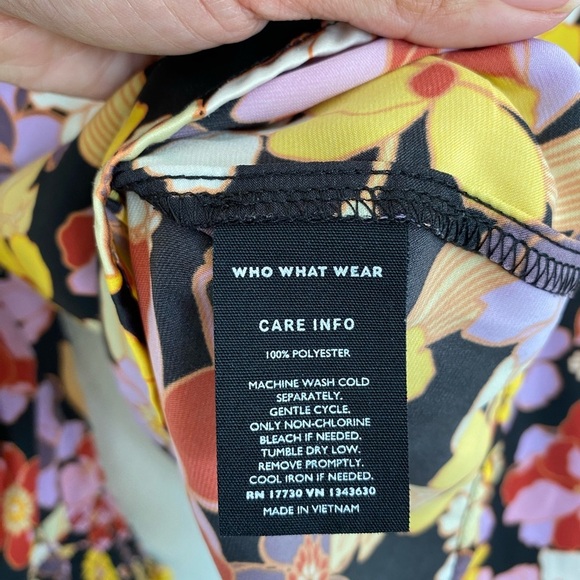 WHO WHAT WEAR
CARE INFO
100% POLYESTER
MACHINE WASH COLD
SEPARATELY.
GENTLE CYCLE.
ONLY NON-CHLORINE
BLEACH IF NEEDED.
TUMBLE DRY LOW.
REMOVE PROMPTLY.
COOL IRON IF NEEDED.
RN 17730 VN 1343630
MADE IN VIETNAM